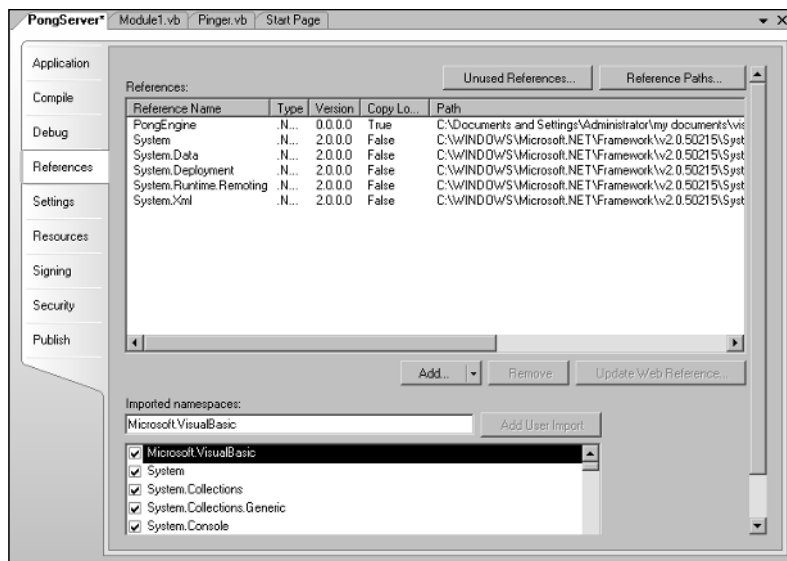 PongServer* Module1.vb Pinger.vb Start Page
Application
Compile
Debug
References
Settings
Resources
Signing
Security
Publish
Unused References... Reference Paths...
References:
Reference Name Type Version Copy Lo... Path
PongEngine .N... 0.0.0.0 True C:\Documents and Settings\Administrator\my documents\vis
System .N... 2.0.0.0 False C:\WINDOWS\Microsoft.NET\Framework\v2.0.50215\Syst
System.Data .N... 2.0.0.0 False C:\WINDOWS\Microsoft.NET\Framework\v2.0.50215\Syst
System.Deployment .N... 2.0.0.0 False C:\WINDOWS\Microsoft.NET\Framework\v2.0.50215\Syst
System.Runtime.Remoting .N... 2.0.0.0 False C:\WINDOWS\Microsoft.NET\Framework\v2.0.50215\Syst
System.Xml .N... 2.0.0.0 False C:\WINDOWS\Microsoft.NET\Framework\v2.0.50215\Syst
Add... Remove Update Web Reference...
Imported namespaces:
Microsoft.VisualBasic Add User Import
Microsoft.VisualBasic
System
System.Collections
System.Collections.Generic
System.Console